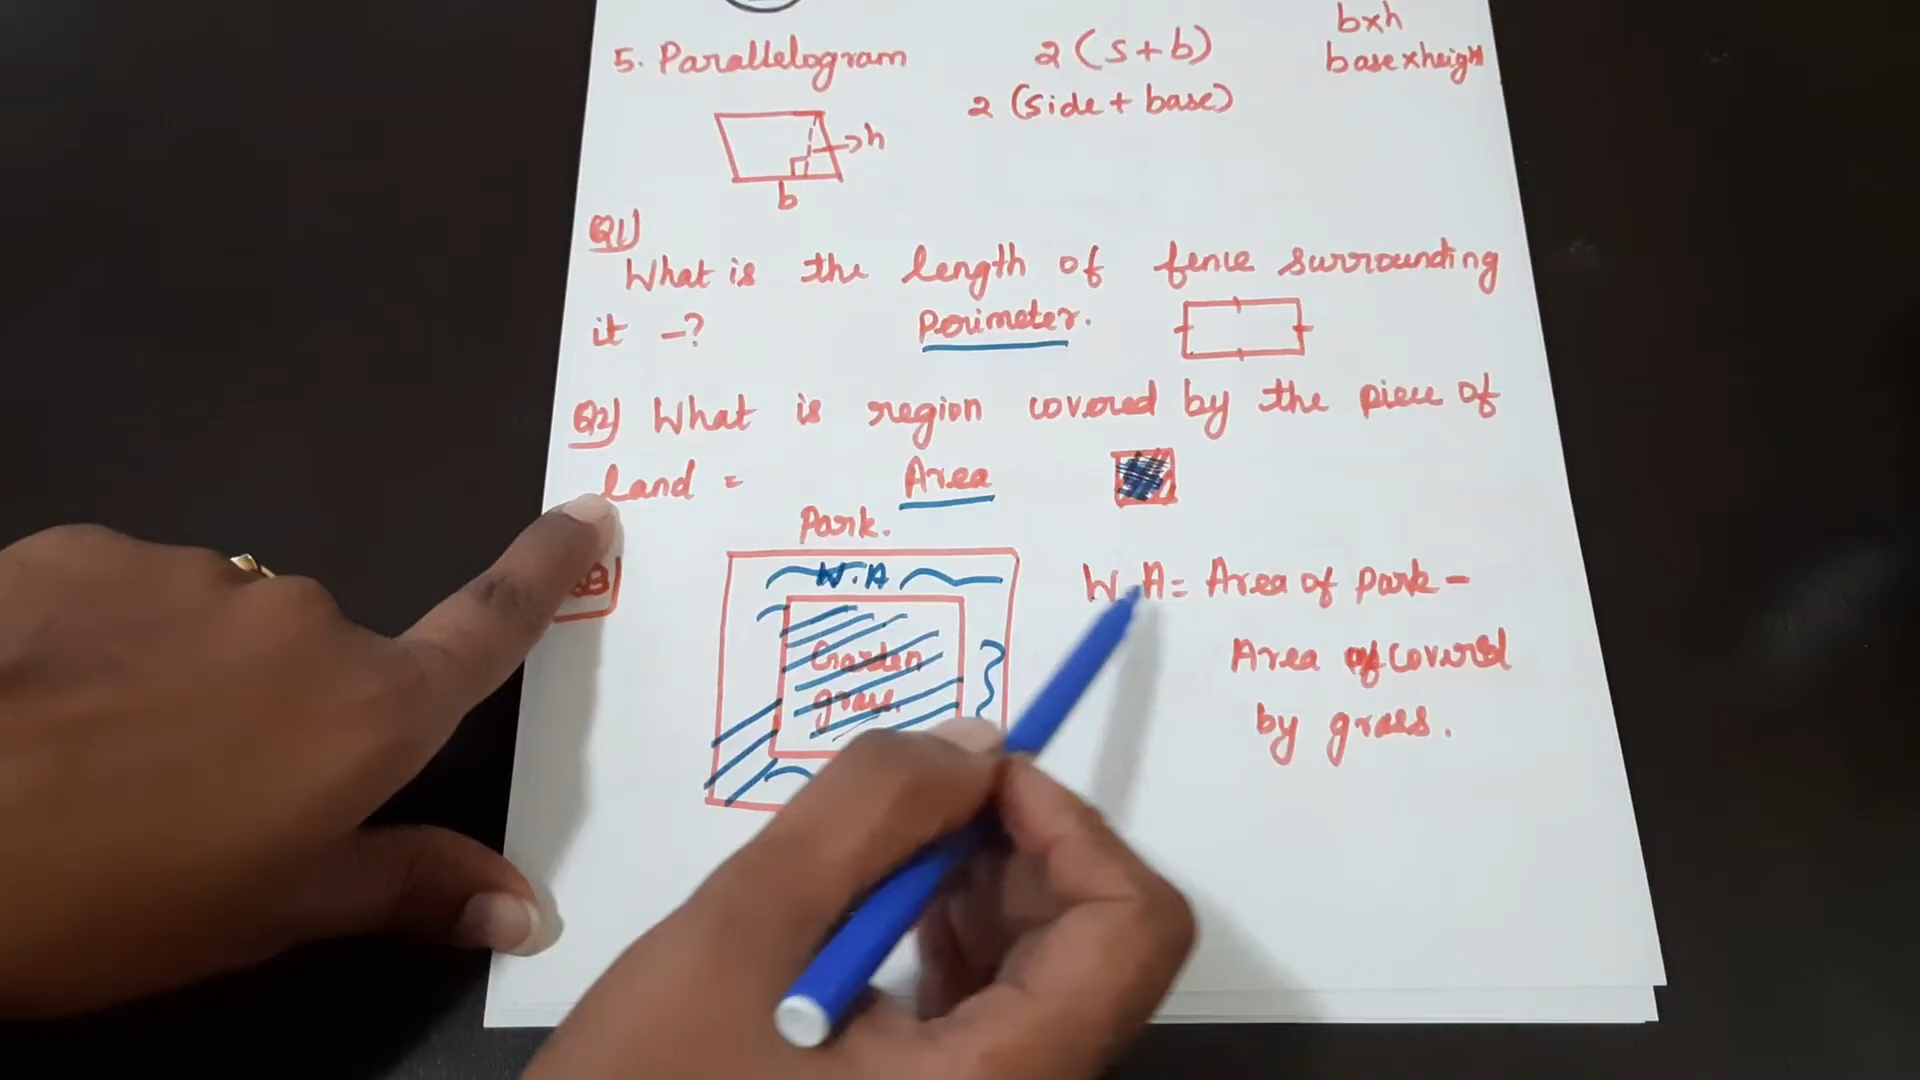 5. Parallelogram 2 (s+b) bxh
2 (side + base) base x heigh
h
b
Q1)
What is the length of fence surrounding
it -? Perimeter.
Q2) What is region covered by the piece of
land = Area
Park.
W.A
Garden
grass.
W.A = Area of park -
Area of covered
by grass.